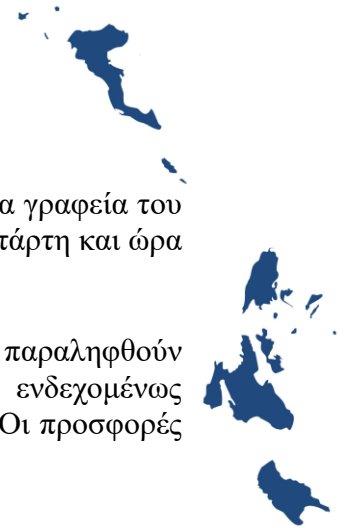 α γραφεία του
τάρτη και ώρα
παραληφθούν
ενδεχομένως
Οι προσφορές